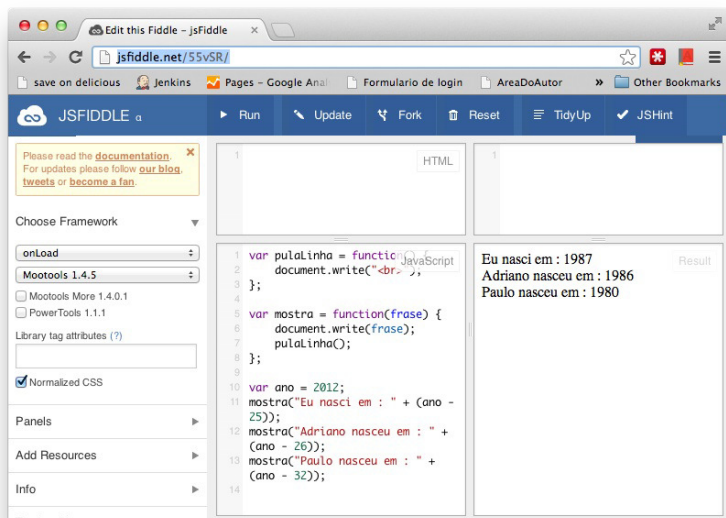 Edit this Fiddle - jsFiddle
jsfiddle.net/55vSR/
save on delicious Jenkins Pages - Google Anal Formulario de login AreaDoAutor » Other Bookmarks
JSFIDDLE α Run Update Fork Reset TidyUp JSHint
Please read the documentation.
For updates please follow our blog,
tweets or become a fan.
Choose Framework
onLoad
Mootools 1.4.5
Mootools More 1.4.0.1
PowerTools 1.1.1
Library tag attributes (?)
Normalized CSS
Panels
Add Resources
Info
1 HTML
1
JavaScript
1 var pulaLinha = function() {
2 document.write("<br>");
3 };
4
5 var mostra = function(frase) {
6 document.write(frase);
7 pulaLinha();
8 };
9
10 var ano = 2012;
11 mostra("Eu nasci em : " + (ano -
25));
12 mostra("Adriano nasceu em : " +
(ano - 26));
13 mostra("Paulo nasceu em : " +
(ano - 32));
14
Result
Eu nasci em : 1987
Adriano nasceu em : 1986
Paulo nasceu em : 1980